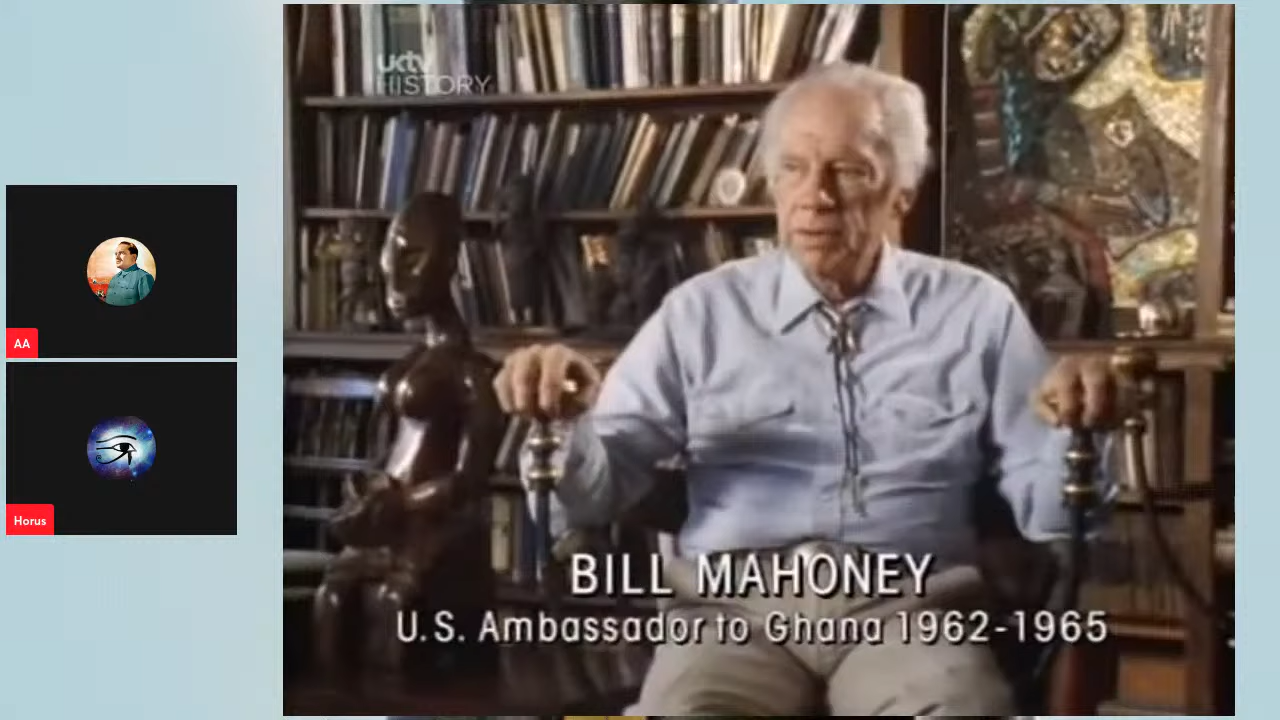 uktv
HISTORY
AA
Horus
BILL MAHONEY
U.S. Ambassador to Ghana 1962-1965